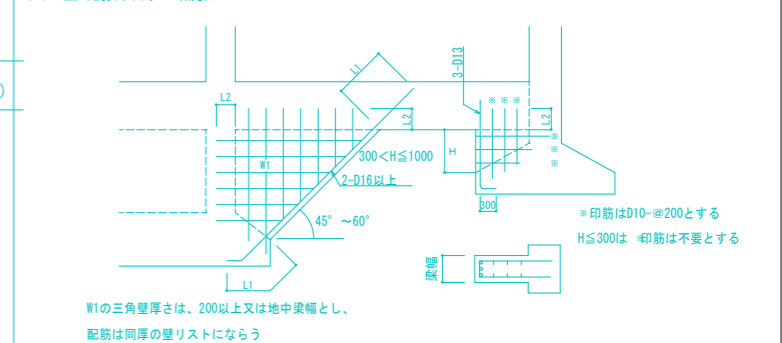 3-D13
L1
L2
L2
L2
※ ※ ※
※
※
※
W1
300<H≦1000
H
2-D16以上
300
45° ～60°
※印筋はD10-@200とする
H≦300は ※印筋は不要とする
梁幅
L1
W1の三角壁厚さは、200以上又は地中梁幅とし、
配筋は同厚の壁リストにならう